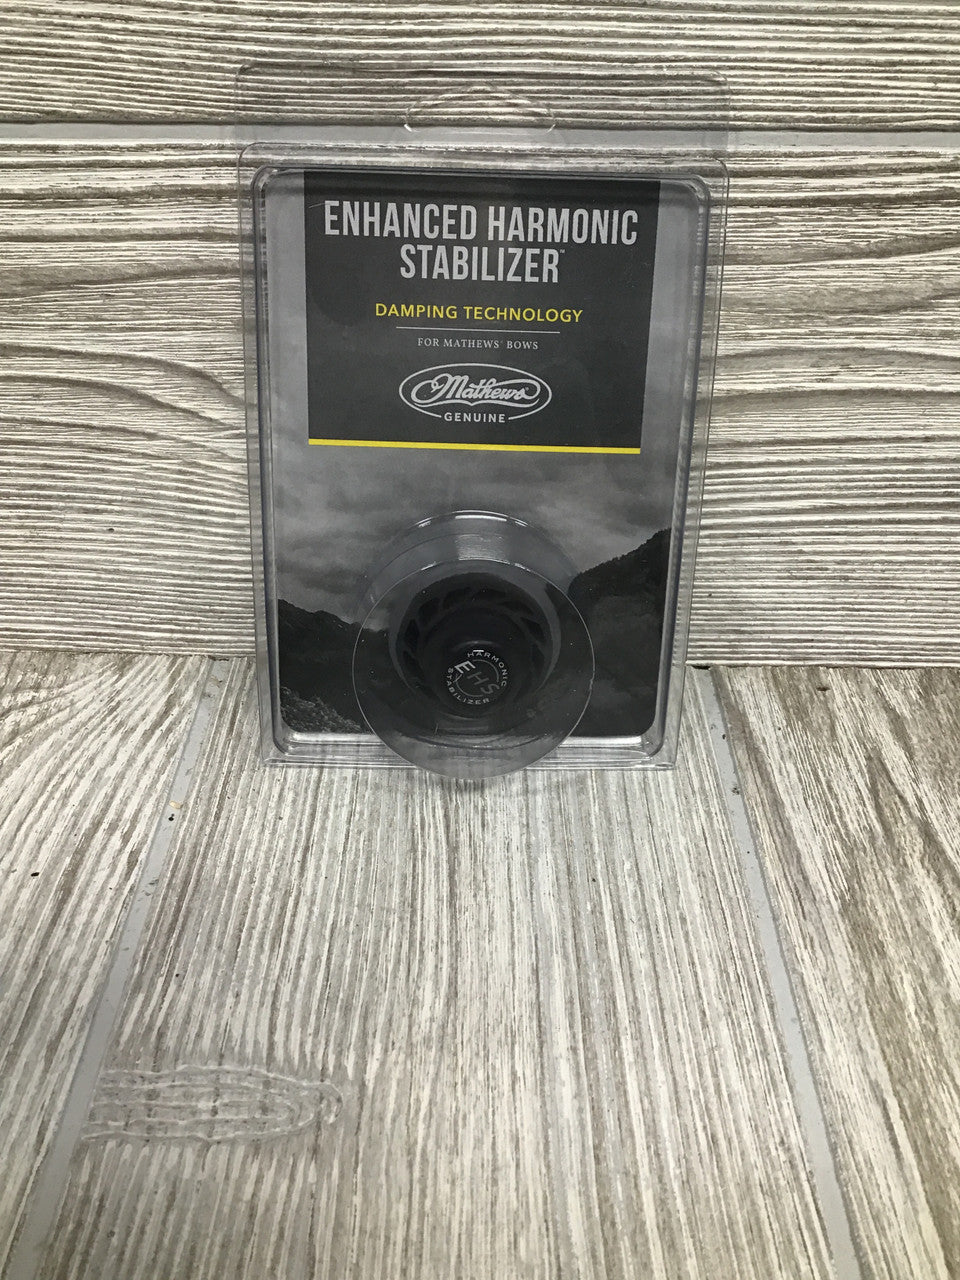 ENHANCED HARMONIC
STABILIZER™
DAMPING TECHNOLOGY
FOR MATHEWS® BOWS
Mathews®
GENUINE
HARMONIC
EHS
STABILIZER